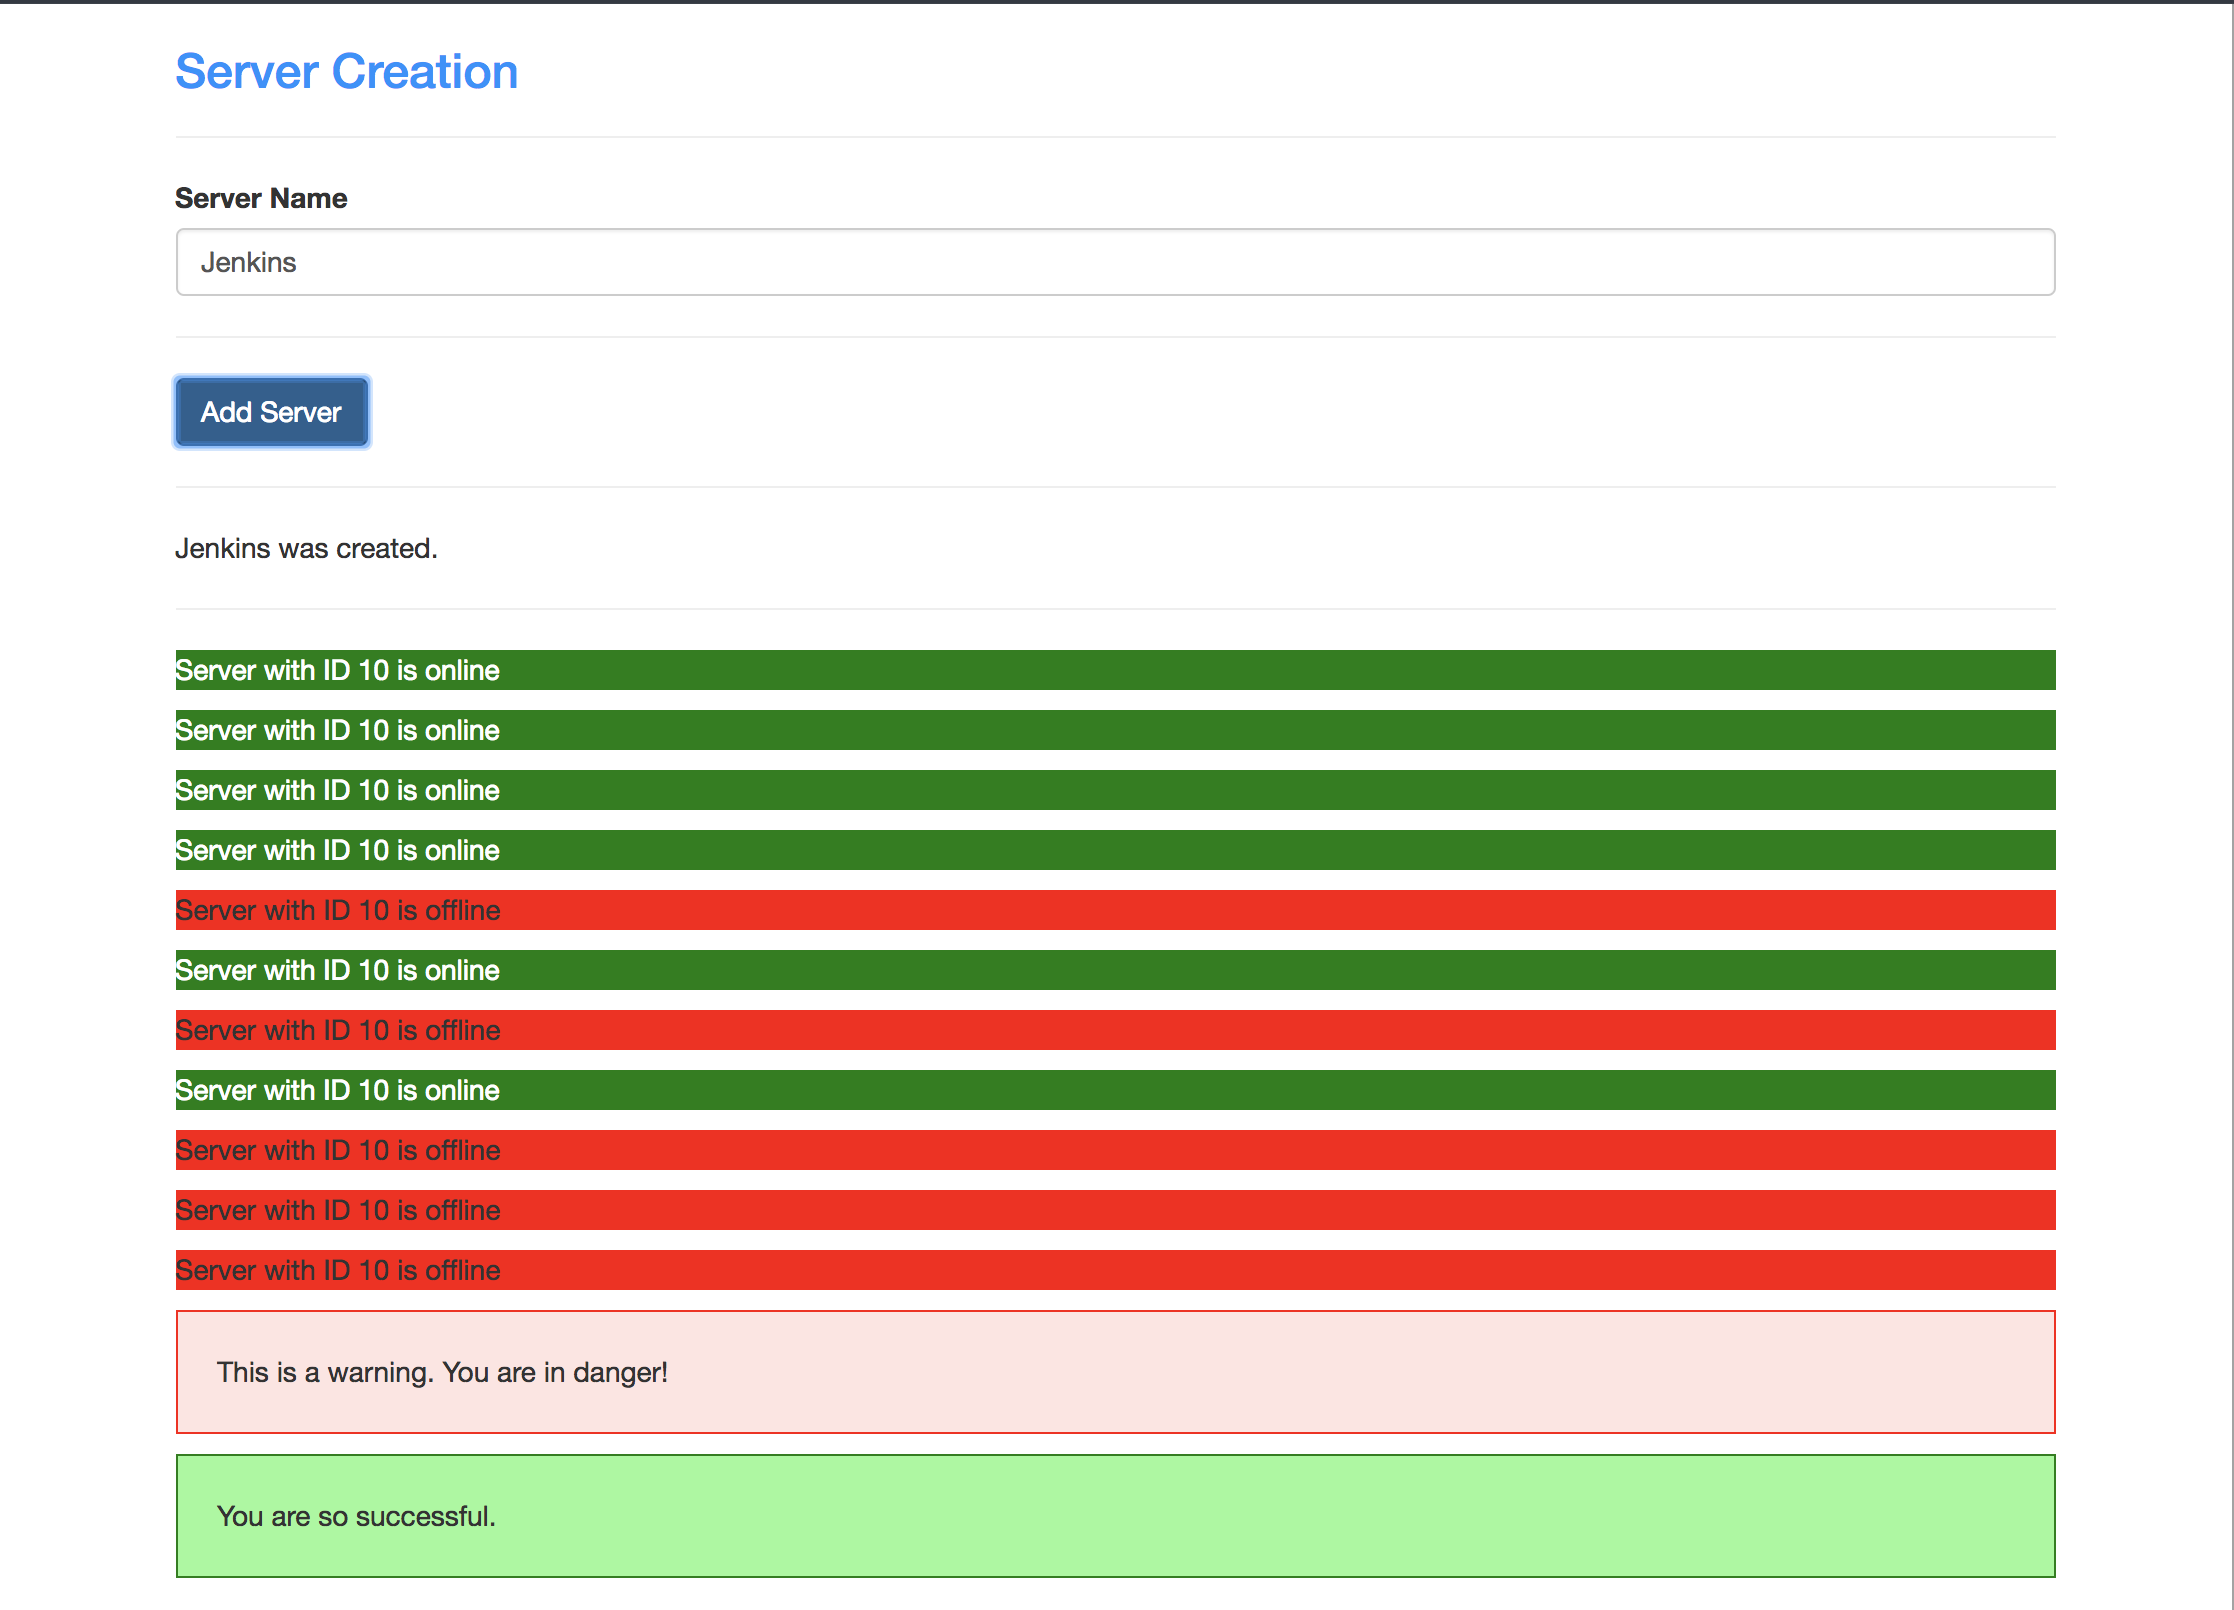 Server Creation
Server Name
Jenkins
Add Server
Jenkins was created.
Server with ID 10 is online
Server with ID 10 is online
Server with ID 10 is online
Server with ID 10 is online
Server with ID 10 is offline
Server with ID 10 is online
Server with ID 10 is offline
Server with ID 10 is online
Server with ID 10 is offline
Server with ID 10 is offline
Server with ID 10 is offline
This is a warning. You are in danger!
You are so successful.